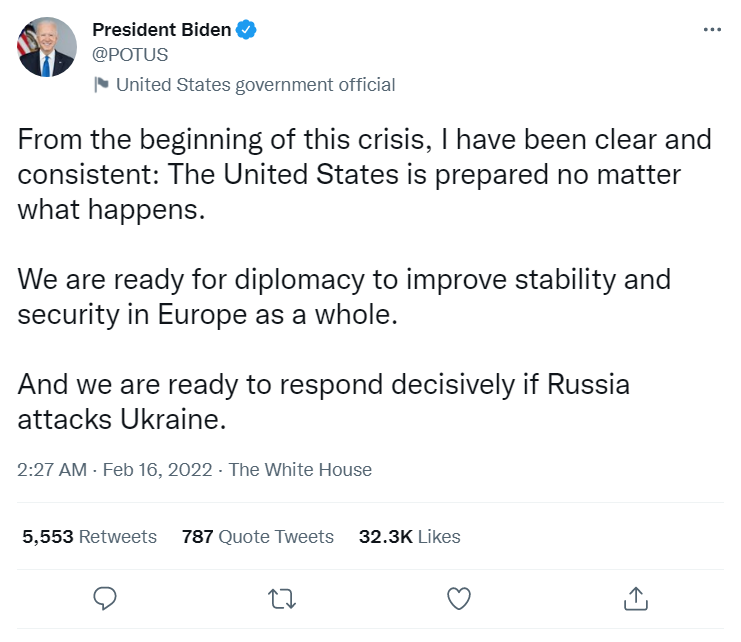 President Biden
@POTUS
United States government official
From the beginning of this crisis, I have been clear and
consistent: The United States is prepared no matter
what happens.
We are ready for diplomacy to improve stability and
security in Europe as a whole.
And we are ready to respond decisively if Russia
attacks Ukraine.
2:27 AM · Feb 16, 2022 · The White House
5,553 Retweets 787 Quote Tweets 32.3K Likes